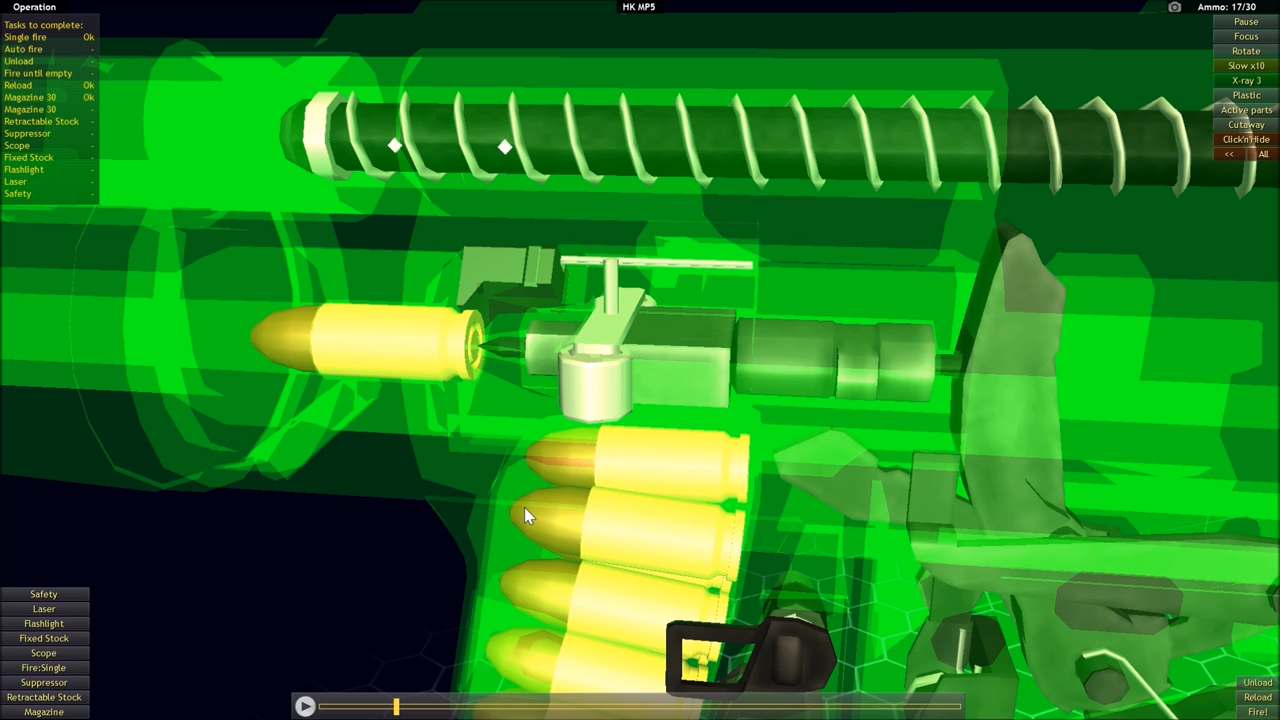 Operation
HK MP5
Ammo: 17/30
Tasks to complete:
Single fire Ok
Auto fire -
Unload -
Fire until empty -
Reload Ok
Magazine 30 Ok
Magazine 30 -
Retractable Stock -
Suppressor -
Scope -
Fixed Stock -
Flashlight -
Laser -
Safety -
Pause
Focus
Rotate
Slow x10
X-ray 3
Plastic
Active parts
Cutaway
Click'n'Hide
<< All
Safety
Laser
Flashlight
Fixed Stock
Scope
Fire:Single
Suppressor
Retractable Stock
Magazine
Unload
Reload
Fire!